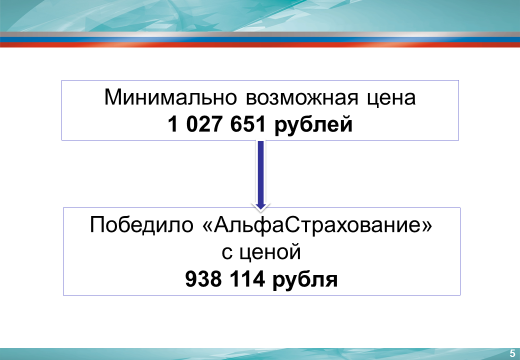 Минимально возможная цена
1 027 651 рублей
Победило «АльфаСтрахование»
с ценой
938 114 рубля
5